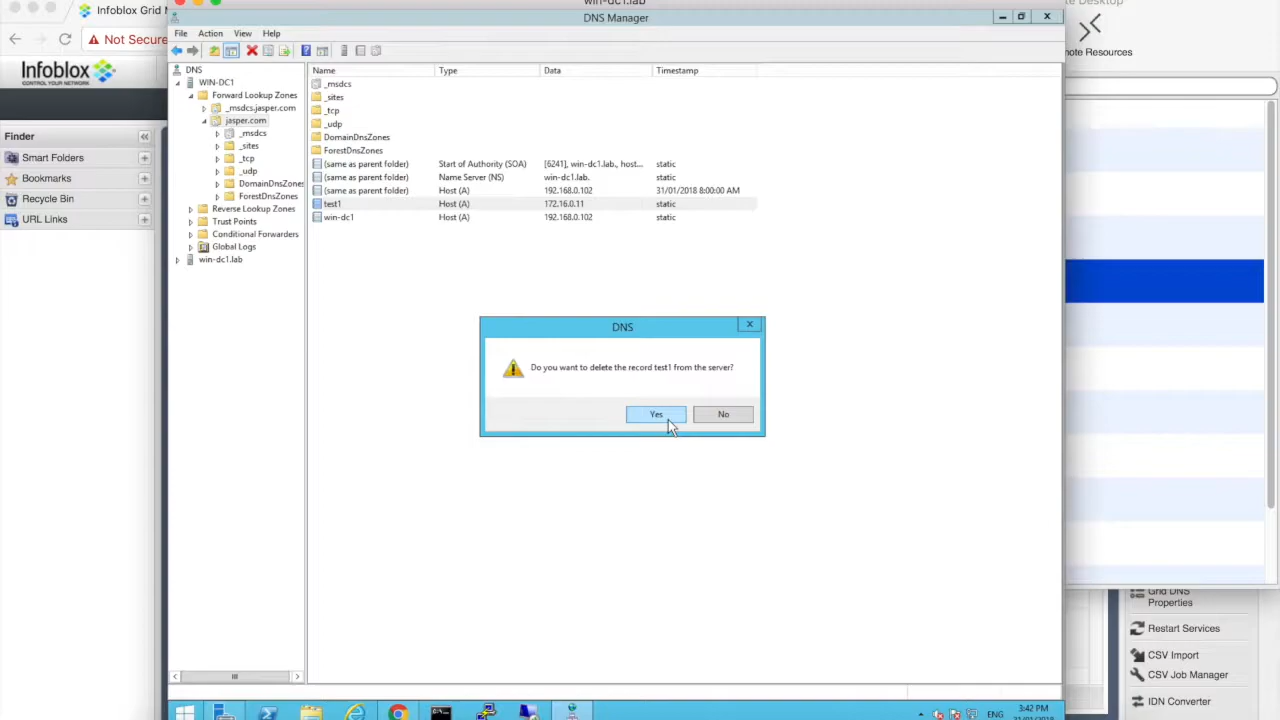 win-dc1.lab
Infoblox Grid M
DNS Manager
Not Secure
File Action View Help
Infoblox
CONTROL YOUR NETWORK
Finder
Smart Folders
Bookmarks
Recycle Bin
URL Links
DNS
WIN-DC1
Forward Lookup Zones
_msdcs.jasper.com
jasper.com
_msdcs
_sites
_tcp
_udp
DomainDnsZones
ForestDnsZones
Reverse Lookup Zones
Trust Points
Conditional Forwarders
Global Logs
win-dc1.lab
Name Type Data Timestamp
_msdcs
_sites
_tcp
_udp
DomainDnsZones
ForestDnsZones
(same as parent folder) Start of Authority (SOA) [6241], win-dc1.lab., host... static
(same as parent folder) Name Server (NS) win-dc1.lab. static
(same as parent folder) Host (A) 192.168.0.102 31/01/2018 8:00:00 AM
test1 Host (A) 172.16.0.11 static
win-dc1 Host (A) 192.168.0.102 static
DNS
Do you want to delete the record test1 from the server?
Yes No
Desktop
mote Resources
Grid DNS
Properties
Restart Services
CSV Import
CSV Job Manager
IDN Converter
ENG
3:42 PM